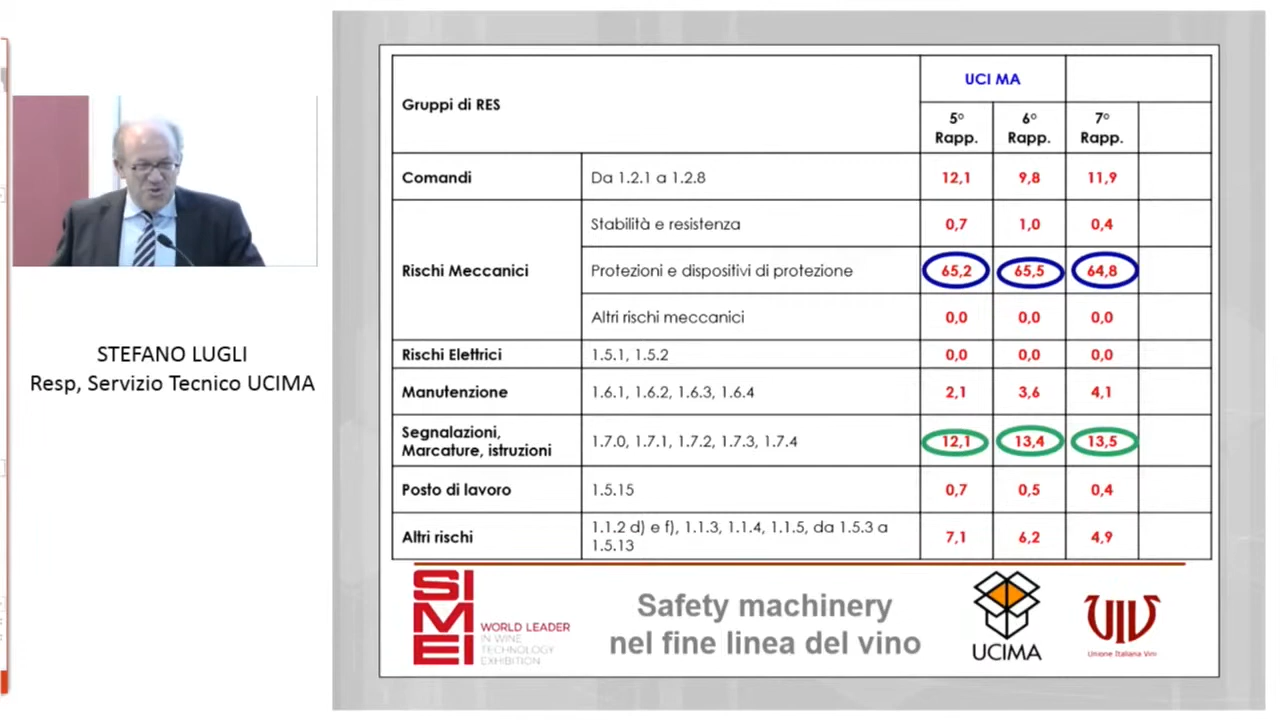 STEFANO LUGLI
Resp, Servizio Tecnico UCIMA
Gruppi di RES
UCI MA
5°
Rapp.
6°
Rapp.
7°
Rapp.
Comandi
Da 1.2.1 a 1.2.8
12,1
9,8
11,9
Rischi Meccanici
Stabilità e resistenza
0,7
1,0
0,4
Protezioni e dispositivi di protezione
65,2
65,5
64,8
Altri rischi meccanici
0,0
0,0
0,0
Rischi Elettrici
1.5.1, 1.5.2
0,0
0,0
0,0
Manutenzione
1.6.1, 1.6.2, 1.6.3, 1.6.4
2,1
3,6
4,1
Segnalazioni,
Marcature, istruzioni
1.7.0, 1.7.1, 1.7.2, 1.7.3, 1.7.4
12,1
13,4
13,5
Posto di lavoro
1.5.15
0,7
0,5
0,4
Altri rischi
1.1.2 d) e f), 1.1.3, 1.1.4, 1.1.5, da 1.5.3 a
1.5.13
7,1
6,2
4,9
SI
M
EI
WORLD LEADER
IN WINE
TECHNOLOGY
EXHIBITION
Safety machinery
nel fine linea del vino
UCIMA
UIV
Unione Italiana Vini